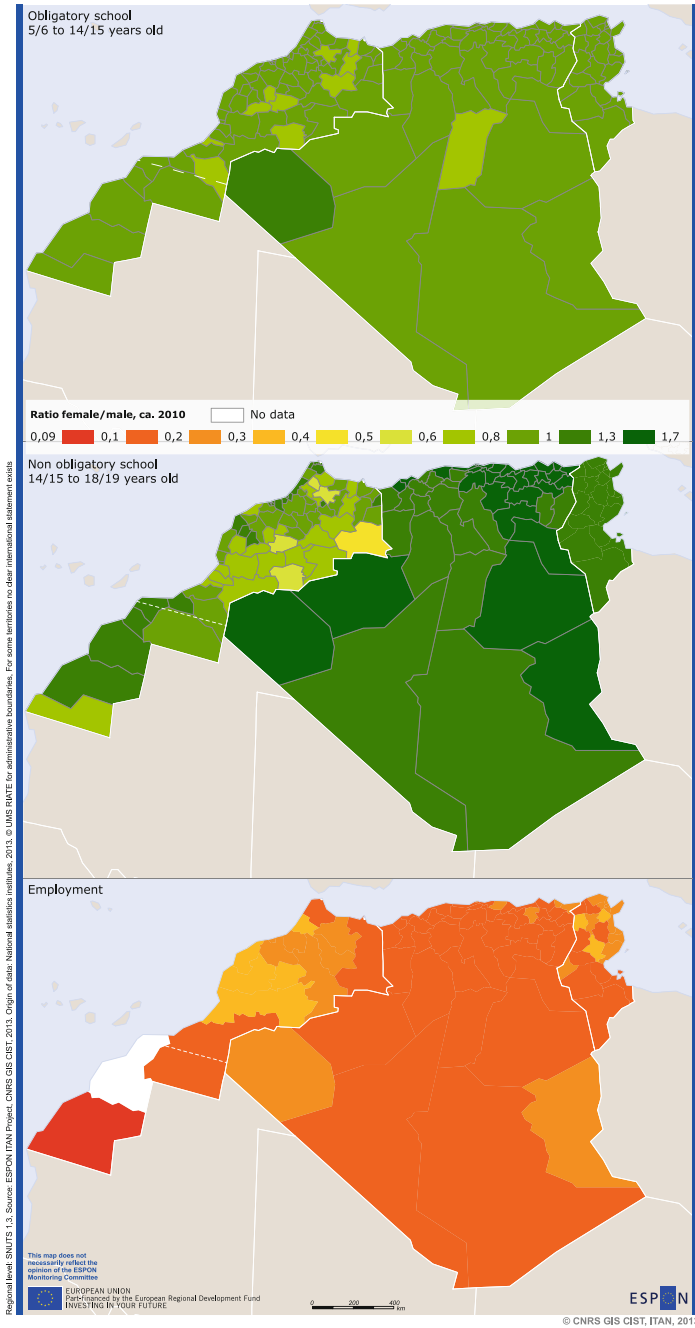 Obligatory school
5/6 to 14/15 years old
Ratio female/male, ca. 2010
No data
0,09 0,1 0,2 0,3 0,4 0,5 0,6 0,8 1 1,3 1,7
Non obligatory school
14/15 to 18/19 years old
Employment
Regional level: SNUTS 1,3, Source: ESPON ITAN Project, CNRS GIS CIST, 2013. Origin of data: National statistics institutes, 2013. © UMS RIATE for administrative boundaries, For some territories no clear international statement exists
This map does not
necessarily reflect the
opinion of the ESPON
Monitoring Committee
EUROPEAN UNION
Part-financed by the European Regional Development Fund
INVESTING IN YOUR FUTURE
0 200 400
km
ESPON
© CNRS GIS CIST, ITAN, 201